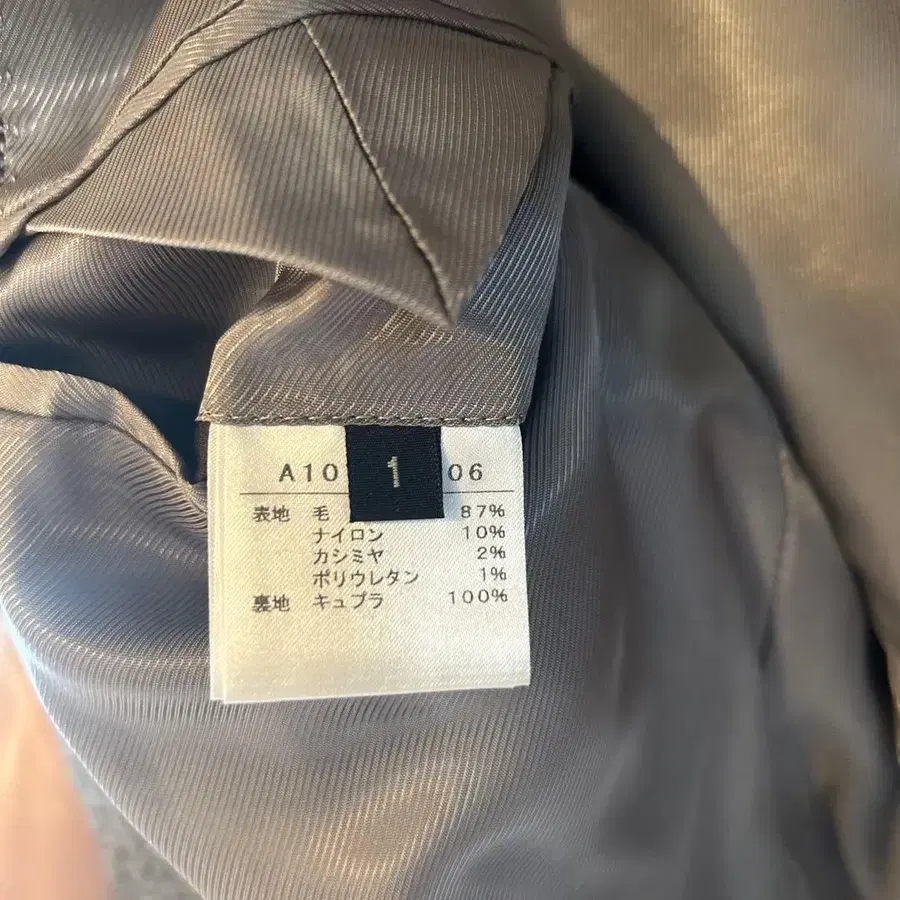 A10 06
1
表地 毛 87%
ナイロン 10%
カシミヤ 2%
ポリウレタン 1%
裏地 キュプラ 100%